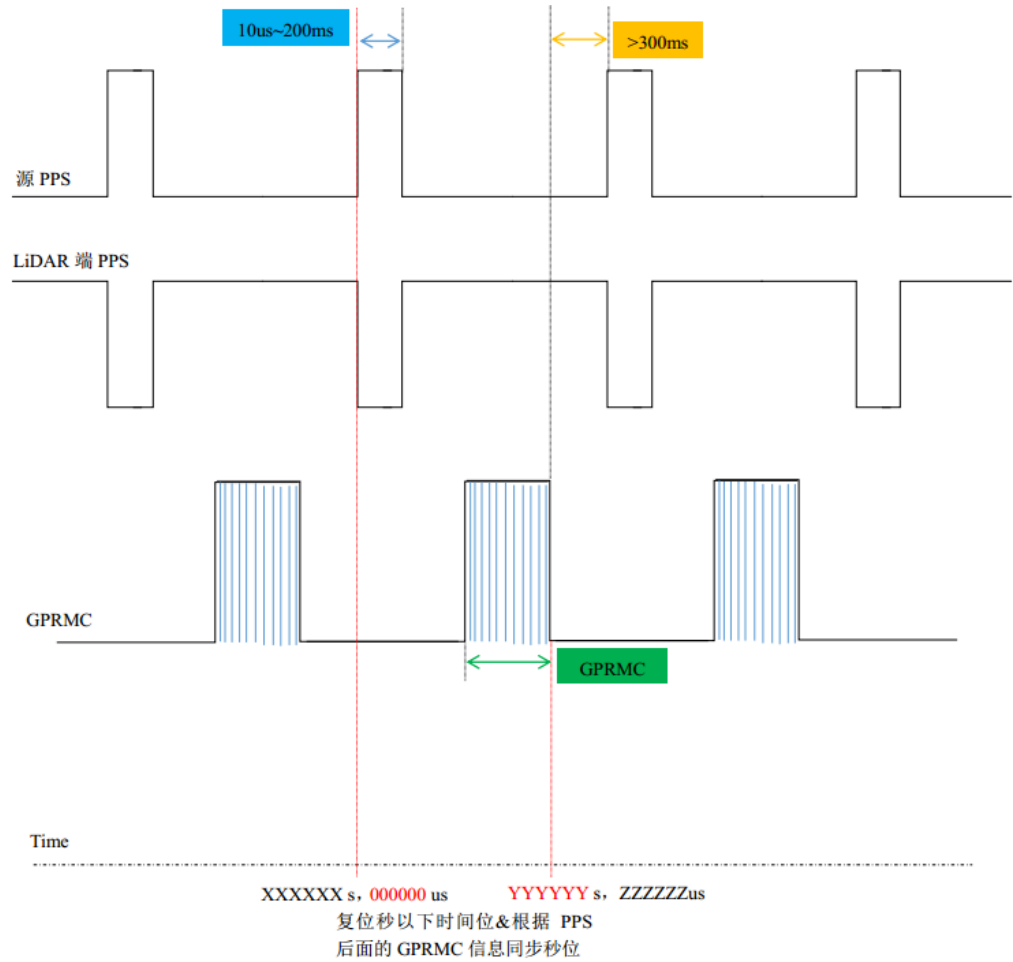 10us~200ms
>300ms
源 PPS
LiDAR 端 PPS
GPRMC
GPRMC
Time
XXXXXX s，000000 us
YYYYYY s，ZZZZZZus
复位秒以下时间位&根据 PPS
后面的 GPRMC 信息同步秒位